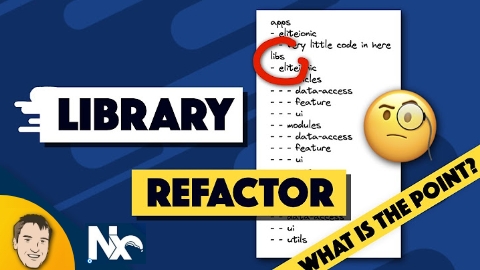 apps
- eliteionic
- - very little code in here
libs
- eliteionic
- - - data-access
- - - feature
- - - ui
- - modules
- - - data-access
- - - feature
- - - ui
- - ui
- - utils
LIBRARY
REFACTOR
WHAT IS THE POINT?
Nx